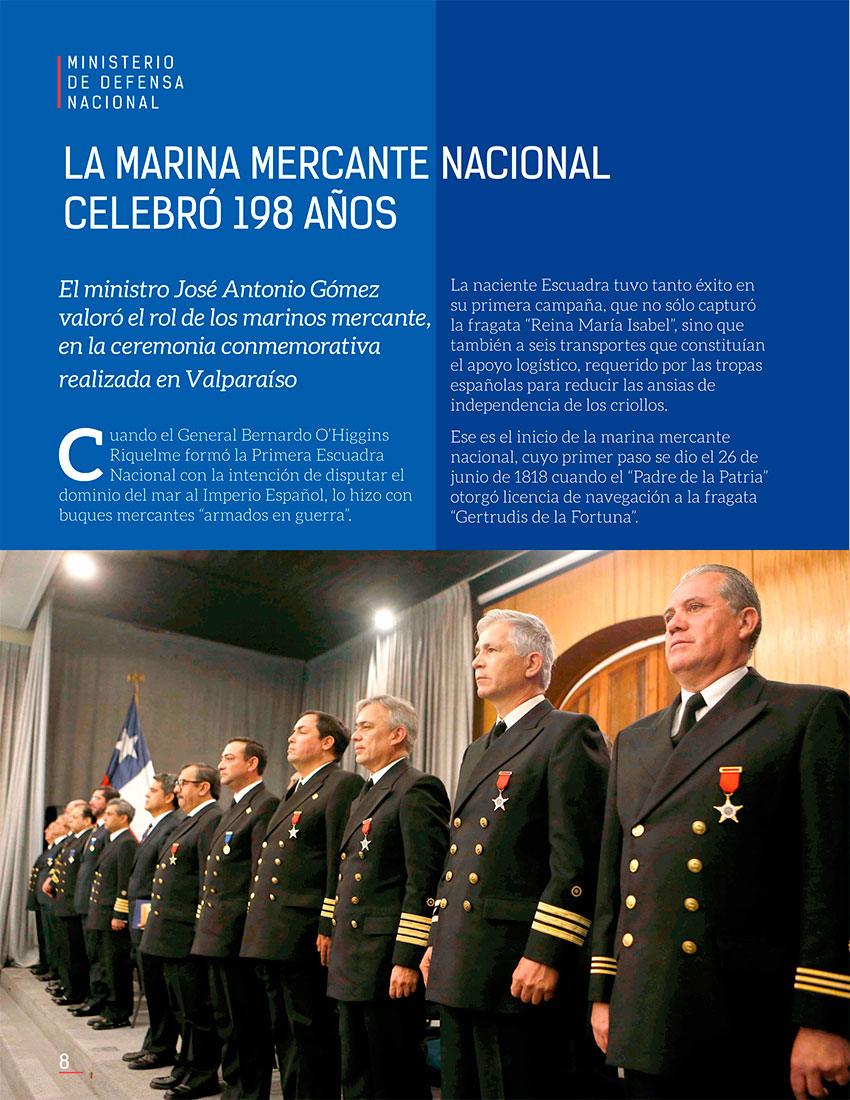 MINISTERIO
DE DEFENSA
NACIONAL
LA MARINA MERCANTE NACIONAL
CELEBRÓ 198 AÑOS
El ministro José Antonio Gómez
valoró el rol de los marinos mercante,
en la ceremonia conmemorativa
realizada en Valparaíso
Cuando el General Bernardo O'Higgins
Riquelme formó la Primera Escuadra
Nacional con la intención de disputar el
dominio del mar al Imperio Español, lo hizo con
buques mercantes “armados en guerra”.
La naciente Escuadra tuvo tanto éxito en
su primera campaña, que no sólo capturó
la fragata “Reina María Isabel”, sino que
también a seis transportes que constituían
el apoyo logístico, requerido por las tropas
españolas para reducir las ansias de
independencia de los criollos.
Ese es el inicio de la marina mercante
nacional, cuyo primer paso se dio el 26 de
junio de 1818 cuando el “Padre de la Patria”
otorgó licencia de navegación a la fragata
“Gertrudis de la Fortuna”.
8